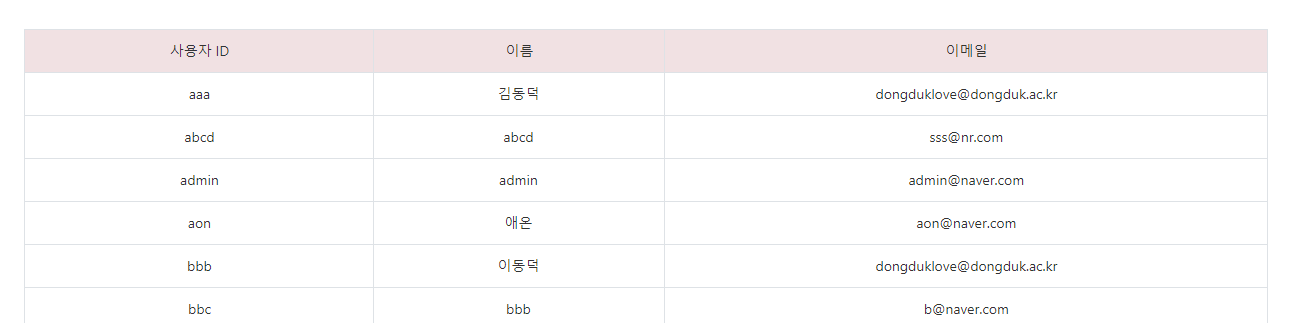 사용자 ID 이름 이메일
aaa 김동덕 dongduklove@dongduk.ac.kr
abcd abcd sss@nr.com
admin admin admin@naver.com
aon 애온 aon@naver.com
bbb 이동덕 dongduklove@dongduk.ac.kr
bbc bbb b@naver.com